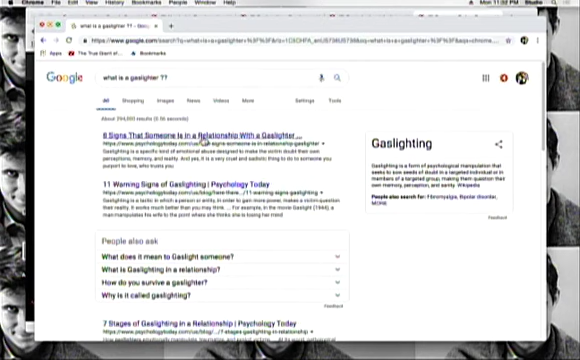 Chrome File Edit View History Bookmarks People Window Help
Mon 11:32 PM Studio
what is a gaslighter ??
Apps The True Giant of... Bookmarks
Google
what is a gaslighter ??
All Shopping Images News Videos More Settings Tools
8 Signs That Someone Is in a Relationship With a Gaslighter ...
Gaslighting is a specific kind of emotional abuse designed to make the victim doubt their own
perceptions, memory, and reality. And yes, it is a very cruel and sadistic thing to do to someone you
purport to love, who trusts you
11 Warning Signs of Gaslighting | Psychology Today
Gaslighting is a tactic in which a person or entity, in order to gain more power, makes a victim question
their reality. It works much better than you may think. ... For example, in the movie Gaslight (1944), a
man manipulates his wife to the point where she thinks she is losing her mind
People also ask
What does it mean to Gaslight someone?
What is Gaslighting in a relationship?
How do you survive a gaslighter?
Why is it called gaslighting?
Feedback
7 Stages of Gaslighting in a Relationship | Psychology Today
Gaslighting
Gaslighting is a form of psychological manipulation that
seeks to sow seeds of doubt in a targeted individual or in
members of a targeted group, making them question their
own memory, perception, and sanity. Wikipedia
People also search for: Fibromyalgia, Bipolar disorder,
MORE
Feedback